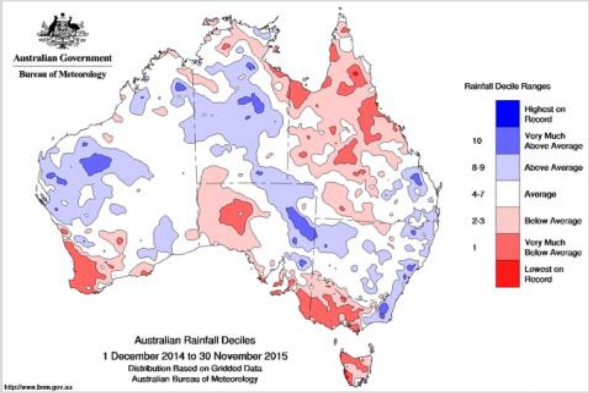 Australian Government
Bureau of Meteorology
Rainfall Decile Ranges
Highest on
Record
10
Very Much
Above Average
8-9
Above Average
4-7
Average
2-3
Below Average
1
Very Much
Below Average
Lowest on
Record
Australian Rainfall Deciles
1 December 2014 to 30 November 2015
Distribution Based on Gridded Data
Australian Bureau of Meteorology
http://www.bom.gov.au